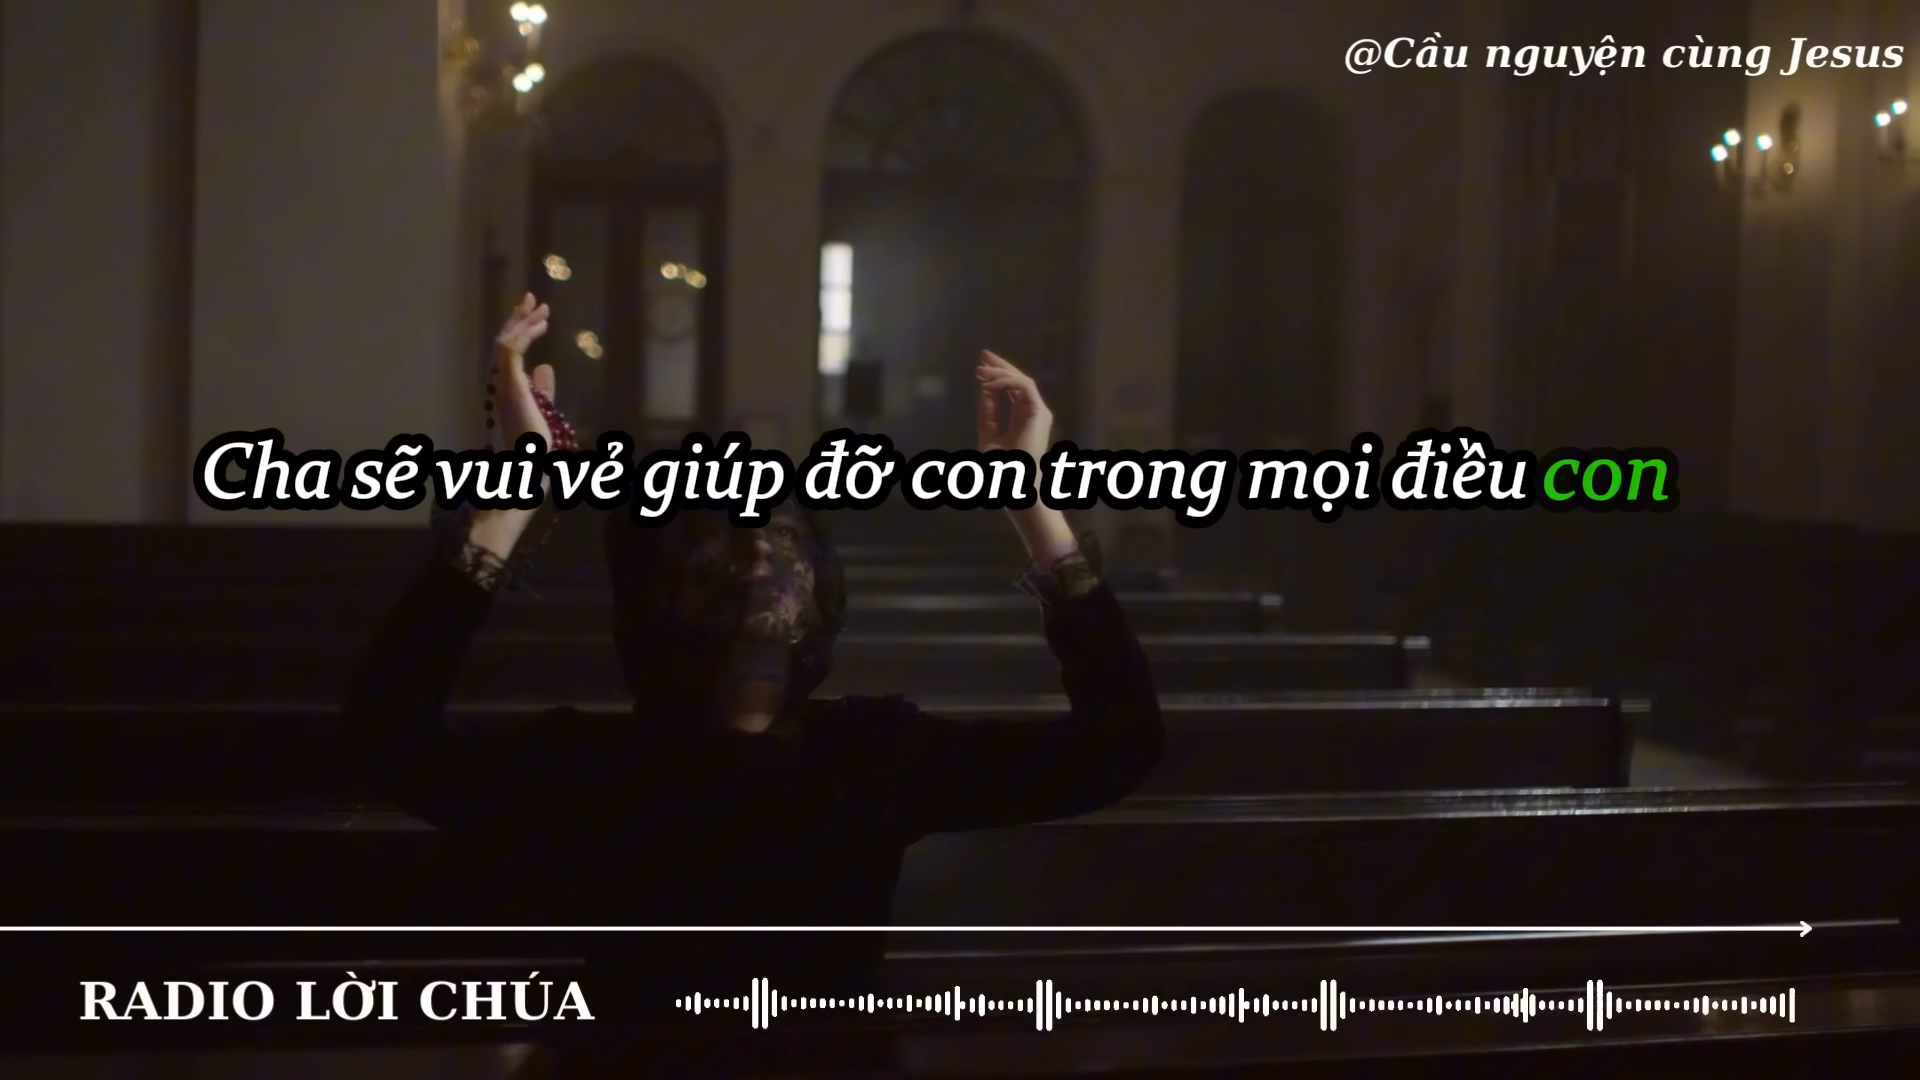 @Cầu nguyện cùng Jesus
Cha sẽ vui vẻ giúp đỡ con trong mọi điều con
RADIO LỜI CHÚA